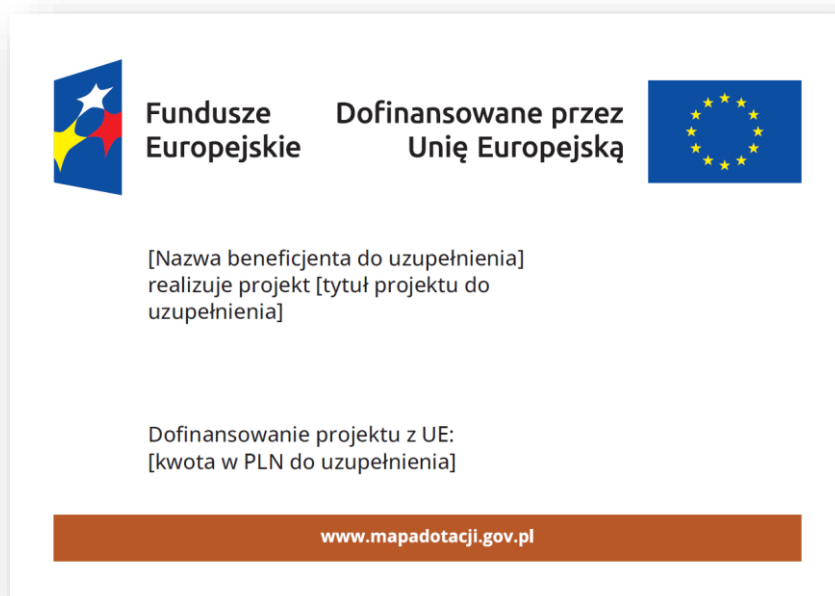 Fundusze
Europejskie
Dofinansowane przez
Unię Europejską
[Nazwa beneficjenta do uzupełnienia]
realizuje projekt [tytuł projektu do
uzupełnienia]
Dofinansowanie projektu z UE:
[kwota w PLN do uzupełnienia]
www.mapadotacji.gov.pl